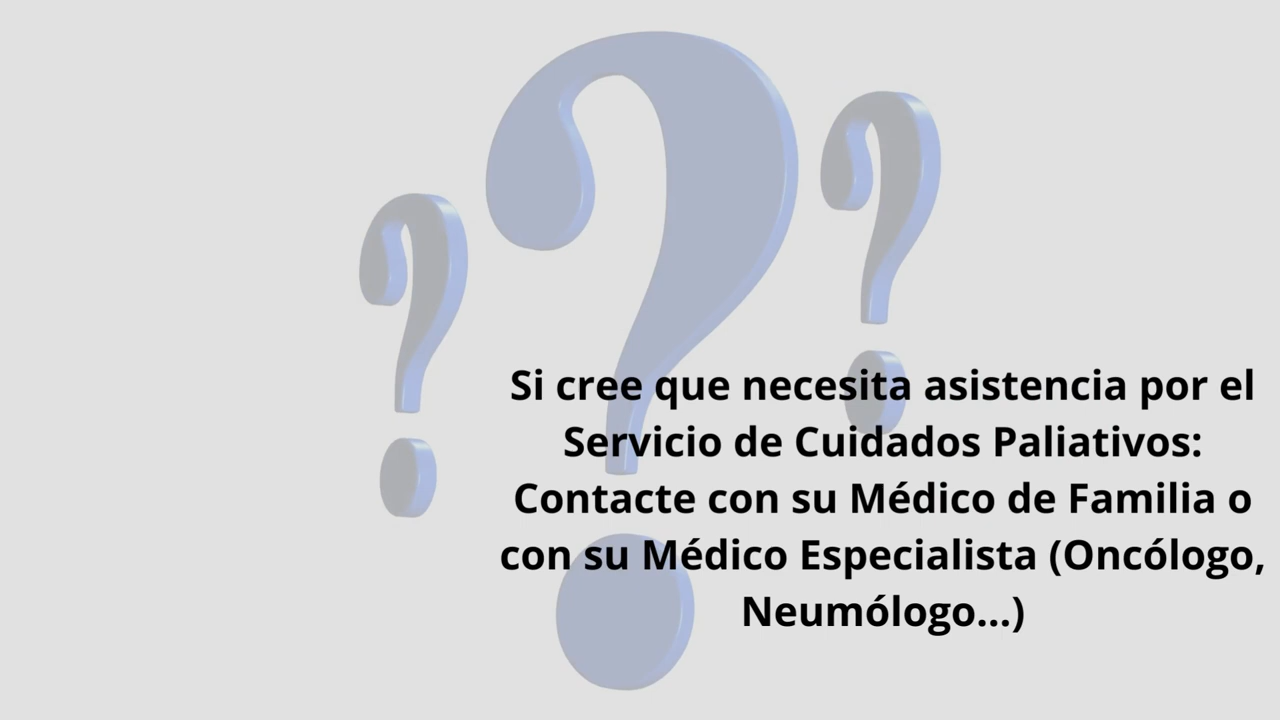 Si cree que necesita asistencia por el
Servicio de Cuidados Paliativos:
Contacte con su Médico de Familia o
con su Médico Especialista (Oncólogo,
Neumólogo...)